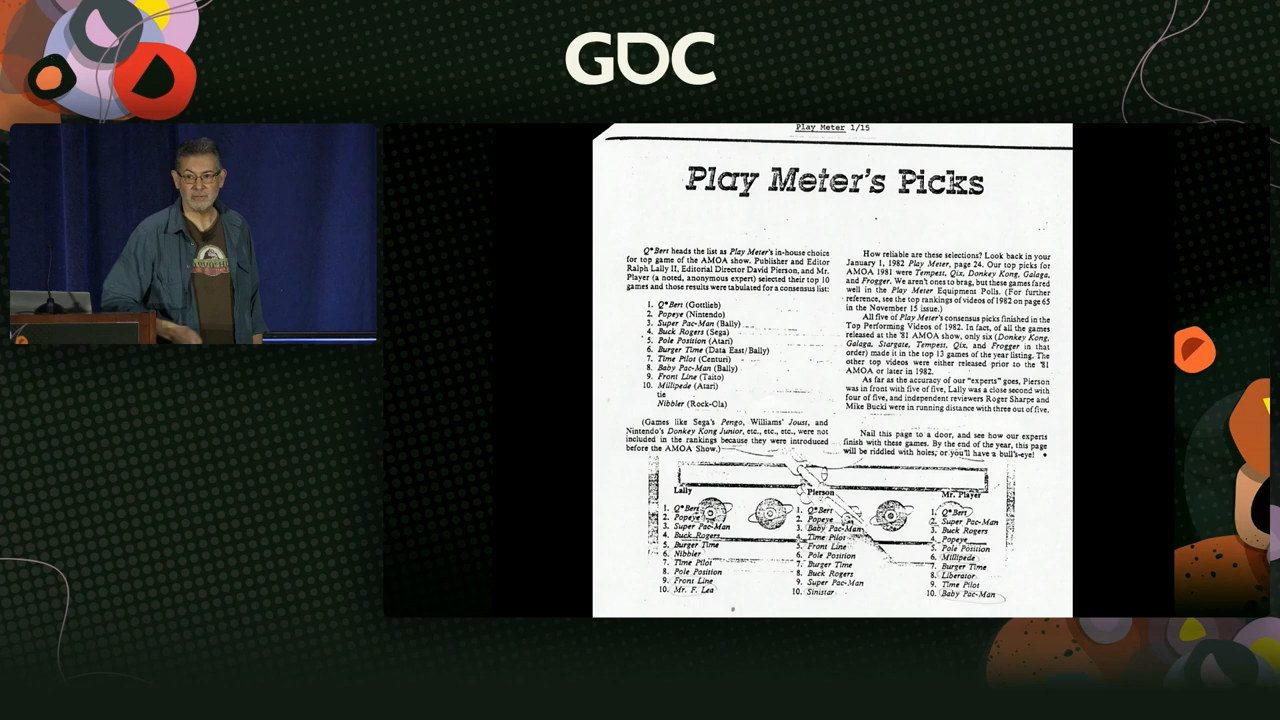 GDC
Play Meter 1/15
Play Meter's Picks
Q*Bert heads the list as Play Meter's in-house choice
for top game of the AMOA show. Publisher and Editor
Ralph Lally II, Editorial Director David Pierson, and Mr.
Player (a noted, anonymous expert) selected their top 10
games and those results were tabulated for a consensus list:
1. Q*Bert (Gottlieb)
2. Popeye (Nintendo)
3. Super Pac-Man (Bally)
4. Buck Rogers (Sega)
5. Pole Position (Atari)
6. Burger Time (Data East/Bally)
7. Time Pilot (Centuri)
8. Baby Pac-Man (Bally)
9. Front Line (Taito)
10. Millipede (Atari)
tie
Nibbler (Rock-Ola)
(Games like Sega's Pengo, Williams' Joust, and
Nintendo's Donkey Kong Junior, etc., etc., etc., were not
included in the rankings because they were introduced
before the AMOA Show.)
How reliable are these selections? Look back in your
January 1, 1982 Play Meter, page 24. Our top picks for
AMOA 1981 were Tempest, Qix, Donkey Kong, Galaga,
and Frogger. We aren't ones to brag, but these games fared
well in the Play Meter Equipment Polls. (For further
reference, see the top rankings of videos of 1982 on page 65
in the November 15 issue.)
All five of Play Meter's consensus picks finished in the
Top Performing Videos of 1982. In fact, of all the games
released at the '81 AMOA show, only six (Donkey Kong,
Galaga, Stargate, Tempest, Qix, and Frogger in that
order) made it in the top 13 games of the year listing. The
other top videos were either released prior to the '81
AMOA or later in 1982.
As far as the accuracy of our "experts" goes, Pierson
was in front with five of five, Lally was a close second with
four of five, and independent reviewers Roger Sharpe and
Mike Bucki were in running distance with three out of five.
Nail this page to a door, and see how our experts
finish with these games. By the end of the year, this page
will be riddled with holes, or you'll have a bull's-eye!
Lally
1. Q*Bert
2. Popeye
3. Super Pac-Man
4. Buck Rogers
5. Burger Time
6. Nibbler
7. Time Pilot
8. Pole Position
9. Front Line
10. Mr. F. Lea
Pierson
1. Q*Bert
2. Popeye
3. Baby Pac-Man
4. Time Pilot
5. Front Line
6. Pole Position
7. Burger Time
8. Buck Rogers
9. Super Pac-Man
10. Sinistar
Mr. Player
1. Q*Bert
2. Super Pac-Man
3. Buck Rogers
4. Popeye
5. Pole Position
6. Millipede
7. Burger Time
8. Liberator
9. Time Pilot
10. Baby Pac-Man